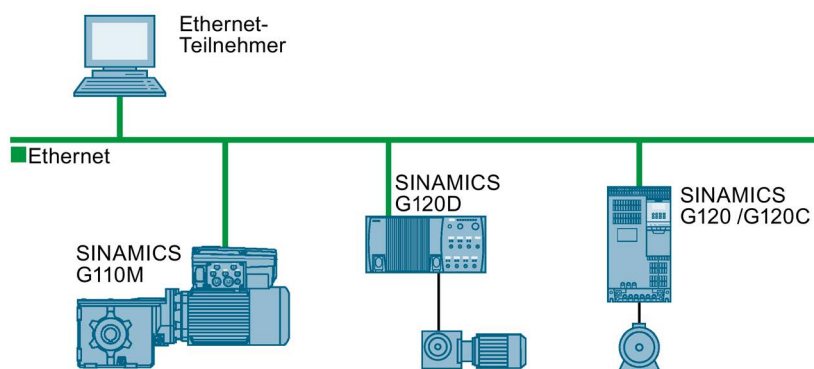 Ethernet-
Teilnehmer
Ethernet
SINAMICS
G120D
SINAMICS
G120 /G120C
SINAMICS
G110M